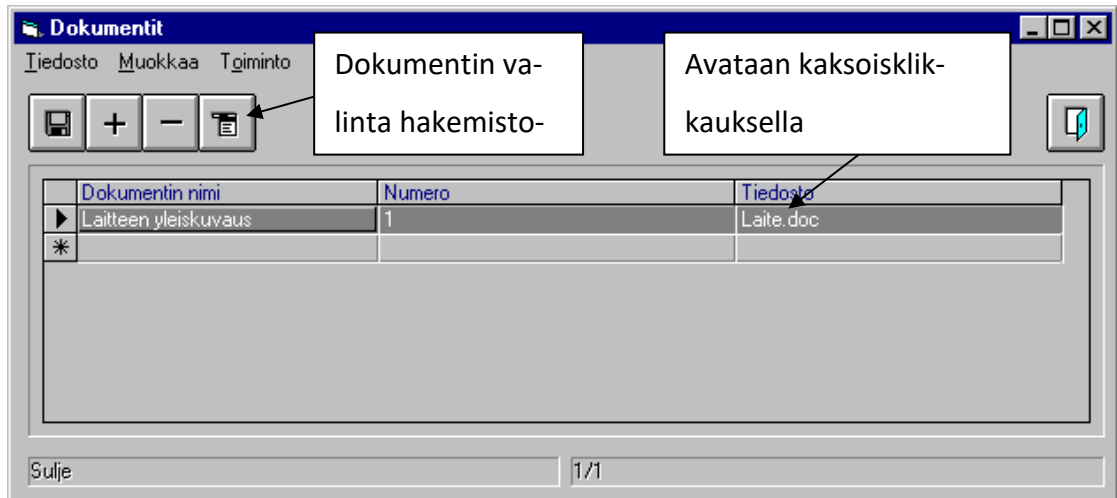 Dokumentit
Tiedosto Muokkaa Toiminto
Dokumentin va-
linta hakemisto-
Avataan kaksoisklik-
kauksella
Dokumentin nimi Numero Tiedosto
Laitteen yleiskuvaus 1 Laite.doc
Sulje 1/1